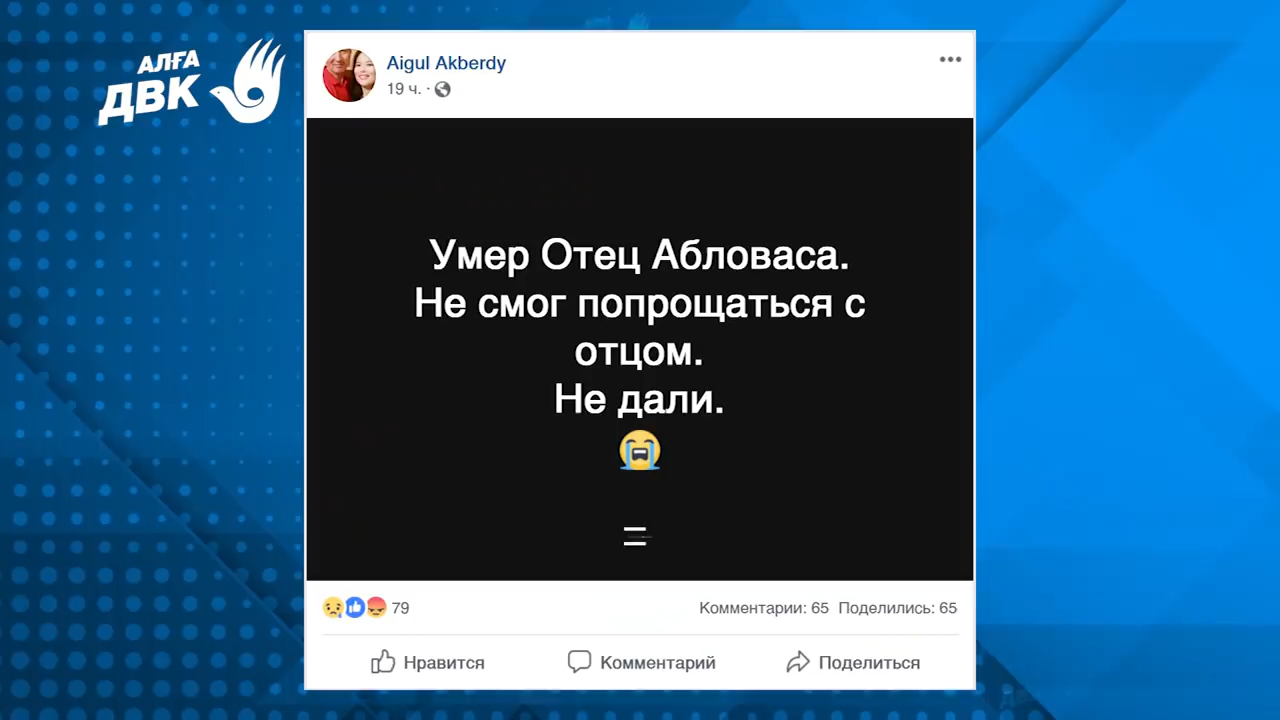 АЛҒА
ДВК
Aigul Akberdy
19 ч. ·
Умер Отец Абловаса.
Не смог попрощаться с
отцом.
Не дали.
79
Комментарии: 65 Поделились: 65
Нравится
Комментарий
Поделиться